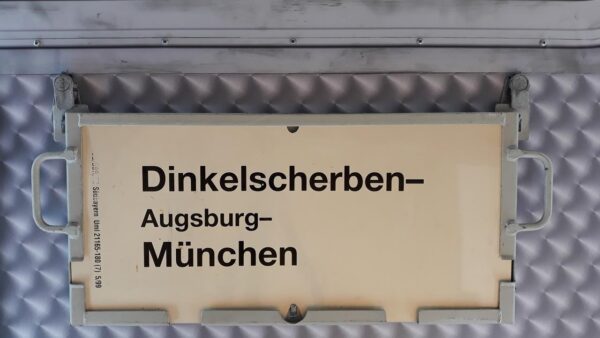 Dinkelscherben–
Augsburg–
München